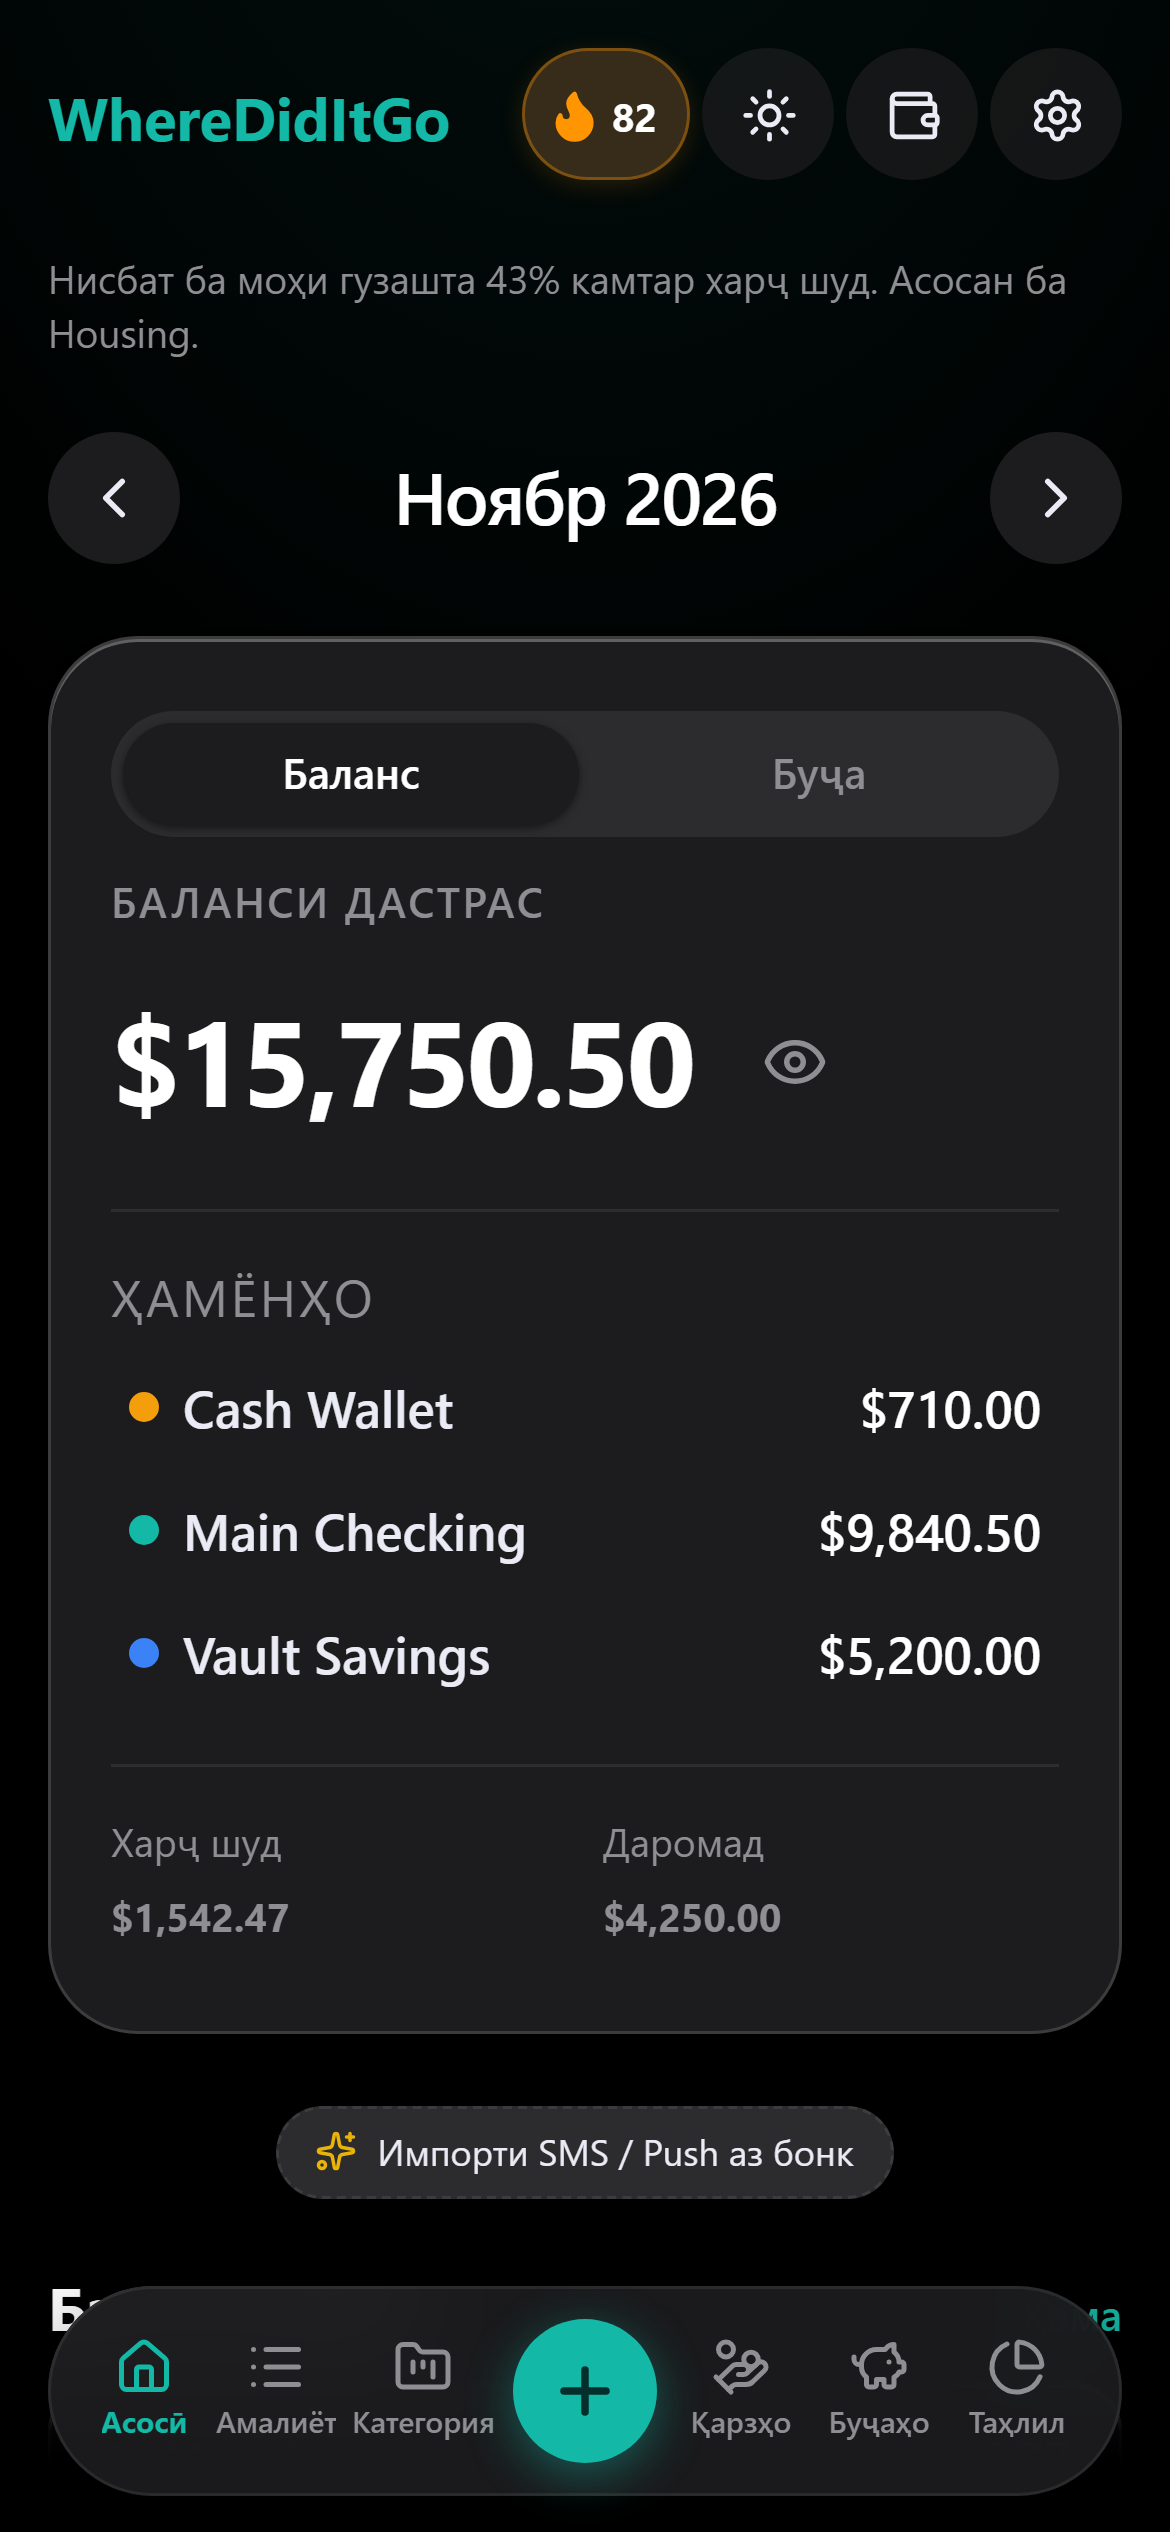 WhereDidItGo
82
Нисбат ба моҳи гузашта 43% камтар харҷ шуд. Асосан ба
Housing.
Ноябр 2026
Баланс
Буҷа
БАЛАНСИ ДАСТРАС
$15,750.50
ҲАМЁНҲО
Cash Wallet
$710.00
Main Checking
$9,840.50
Vault Savings
$5,200.00
Харҷ шуд
Даромад
$1,542.47
$4,250.00
Импорти SMS / Push аз бонк
Асосӣ
Амалиёт
Категория
Қарзҳо
Буҷаҳо
Таҳлил